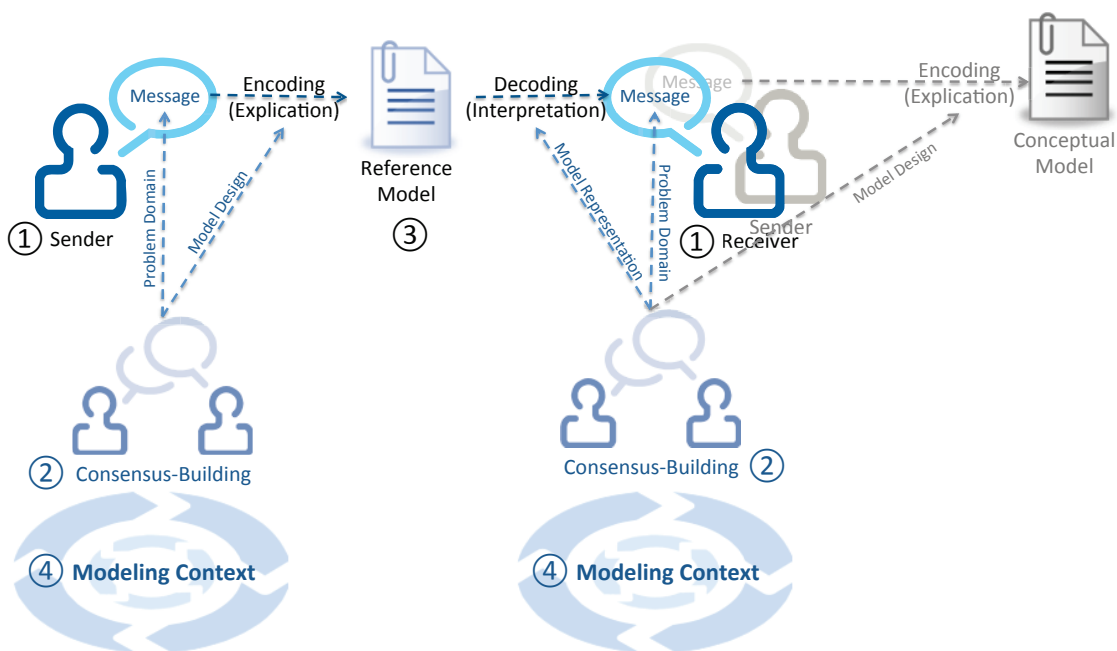 Message
Encoding
(Explication)
Reference
Model
③
① Sender
Problem Domain
Model Design
② Consensus-Building
④ Modeling Context
Decoding
(Interpretation)
Message
Message
Encoding
(Explication)
Conceptual
Model
Model Representation
Problem Domain
Model Design
Sender
① Receiver
Consensus-Building ②
④ Modeling Context